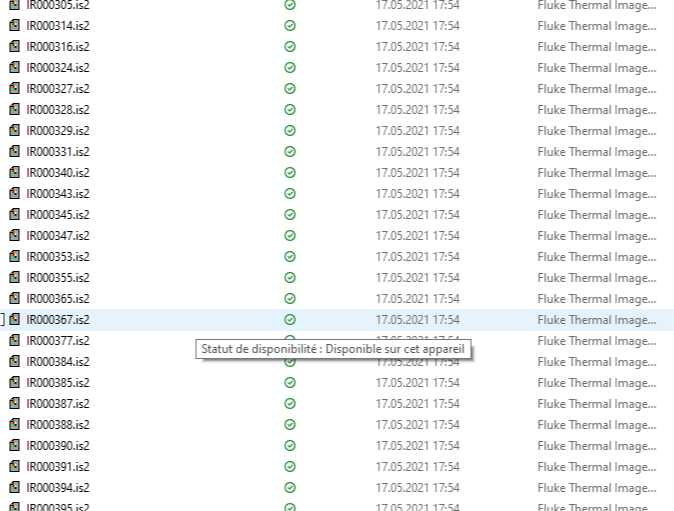 IR000305.is2 17.05.2021 17:54 Fluke Thermal Image...
IR000314.is2 17.05.2021 17:54 Fluke Thermal Image...
IR000316.is2 17.05.2021 17:54 Fluke Thermal Image...
IR000324.is2 17.05.2021 17:54 Fluke Thermal Image...
IR000327.is2 17.05.2021 17:54 Fluke Thermal Image...
IR000328.is2 17.05.2021 17:54 Fluke Thermal Image...
IR000329.is2 17.05.2021 17:54 Fluke Thermal Image...
IR000331.is2 17.05.2021 17:54 Fluke Thermal Image...
IR000340.is2 17.05.2021 17:54 Fluke Thermal Image...
IR000343.is2 17.05.2021 17:54 Fluke Thermal Image...
IR000345.is2 17.05.2021 17:54 Fluke Thermal Image...
IR000347.is2 17.05.2021 17:54 Fluke Thermal Image...
IR000353.is2 17.05.2021 17:54 Fluke Thermal Image...
IR000355.is2 17.05.2021 17:54 Fluke Thermal Image...
IR000365.is2 17.05.2021 17:54 Fluke Thermal Image...
IR000367.is2 17.05.2021 17:54 Fluke Thermal Image...
IR000377.is2 17.05.2021 17:54 Fluke Thermal Image...
Statut de disponibilité : Disponible sur cet appareil
IR000384.is2 17.05.2021 17:54 Fluke Thermal Image...
IR000385.is2 17.05.2021 17:54 Fluke Thermal Image...
IR000387.is2 17.05.2021 17:54 Fluke Thermal Image...
IR000388.is2 17.05.2021 17:54 Fluke Thermal Image...
IR000390.is2 17.05.2021 17:54 Fluke Thermal Image...
IR000391.is2 17.05.2021 17:54 Fluke Thermal Image...
IR000394.is2 17.05.2021 17:54 Fluke Thermal Image...
IR000395.is2 17.05.2021 17:54 Fluke Thermal Image...